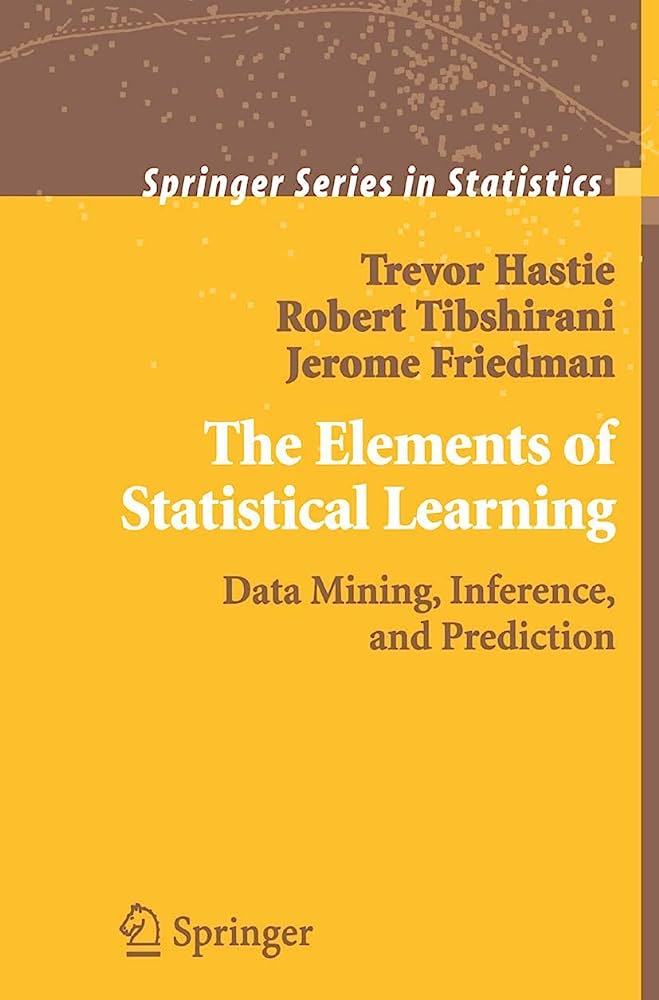 Springer Series in Statistics
Trevor Hastie
Robert Tibshirani
Jerome Friedman
The Elements of
Statistical Learning
Data Mining, Inference,
and Prediction
Springer